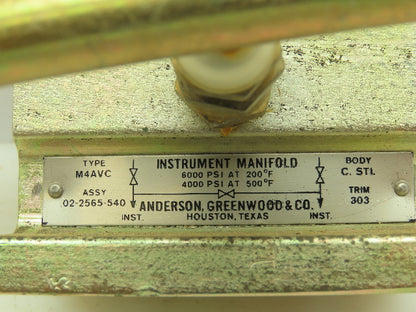 TYPE
M4AVC
ASSY
02-2565-540
INSTRUMENT MANIFOLD
6000 PSI AT 200°F
4000 PSI AT 500°F
INST.
ANDERSON, GREENWOOD & CO.
HOUSTON, TEXAS
INST.
BODY
C. STL
TRIM
303